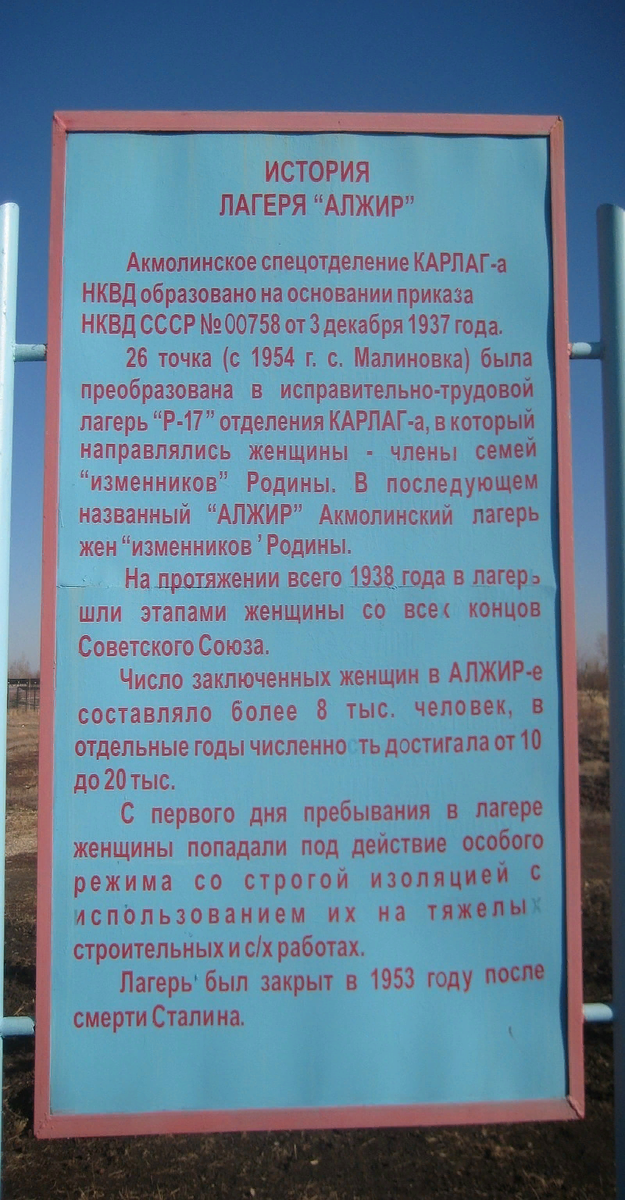 ИСТОРИЯ
ЛАГЕРЯ “АЛЖИР”
Акмолинское спецотделение КАРЛАГ-а
НКВД образовано на основании приказа
НКВД СССР №00758 от 3 декабря 1937 года.
26 точка (с 1954 г. с. Малиновка) была
преобразована в исправительно-трудовой
лагерь “Р-17” отделения КАРЛАГ-а, в который
направлялись женщины - члены семей
“изменников” Родины. В последующем
названный “АЛЖИР” Акмолинский лагерь
жен “изменников ’ Родины.
На протяжении всего 1938 года в лагерь
шли этапами женщины со всех концов
Советского Союза.
Число заключенных женщин в АЛЖИР-е
составляло более 8 тыс. человек, в
отдельные годы численность достигала от 10
до 20 тыс.
С первого дня пребывания в лагере
женщины попадали под действие особого
режима со строгой изоляцией с
использованием их на тяжелых
строительных и с/х работах.
Лагерь был закрыт в 1953 году после
смерти Сталина.